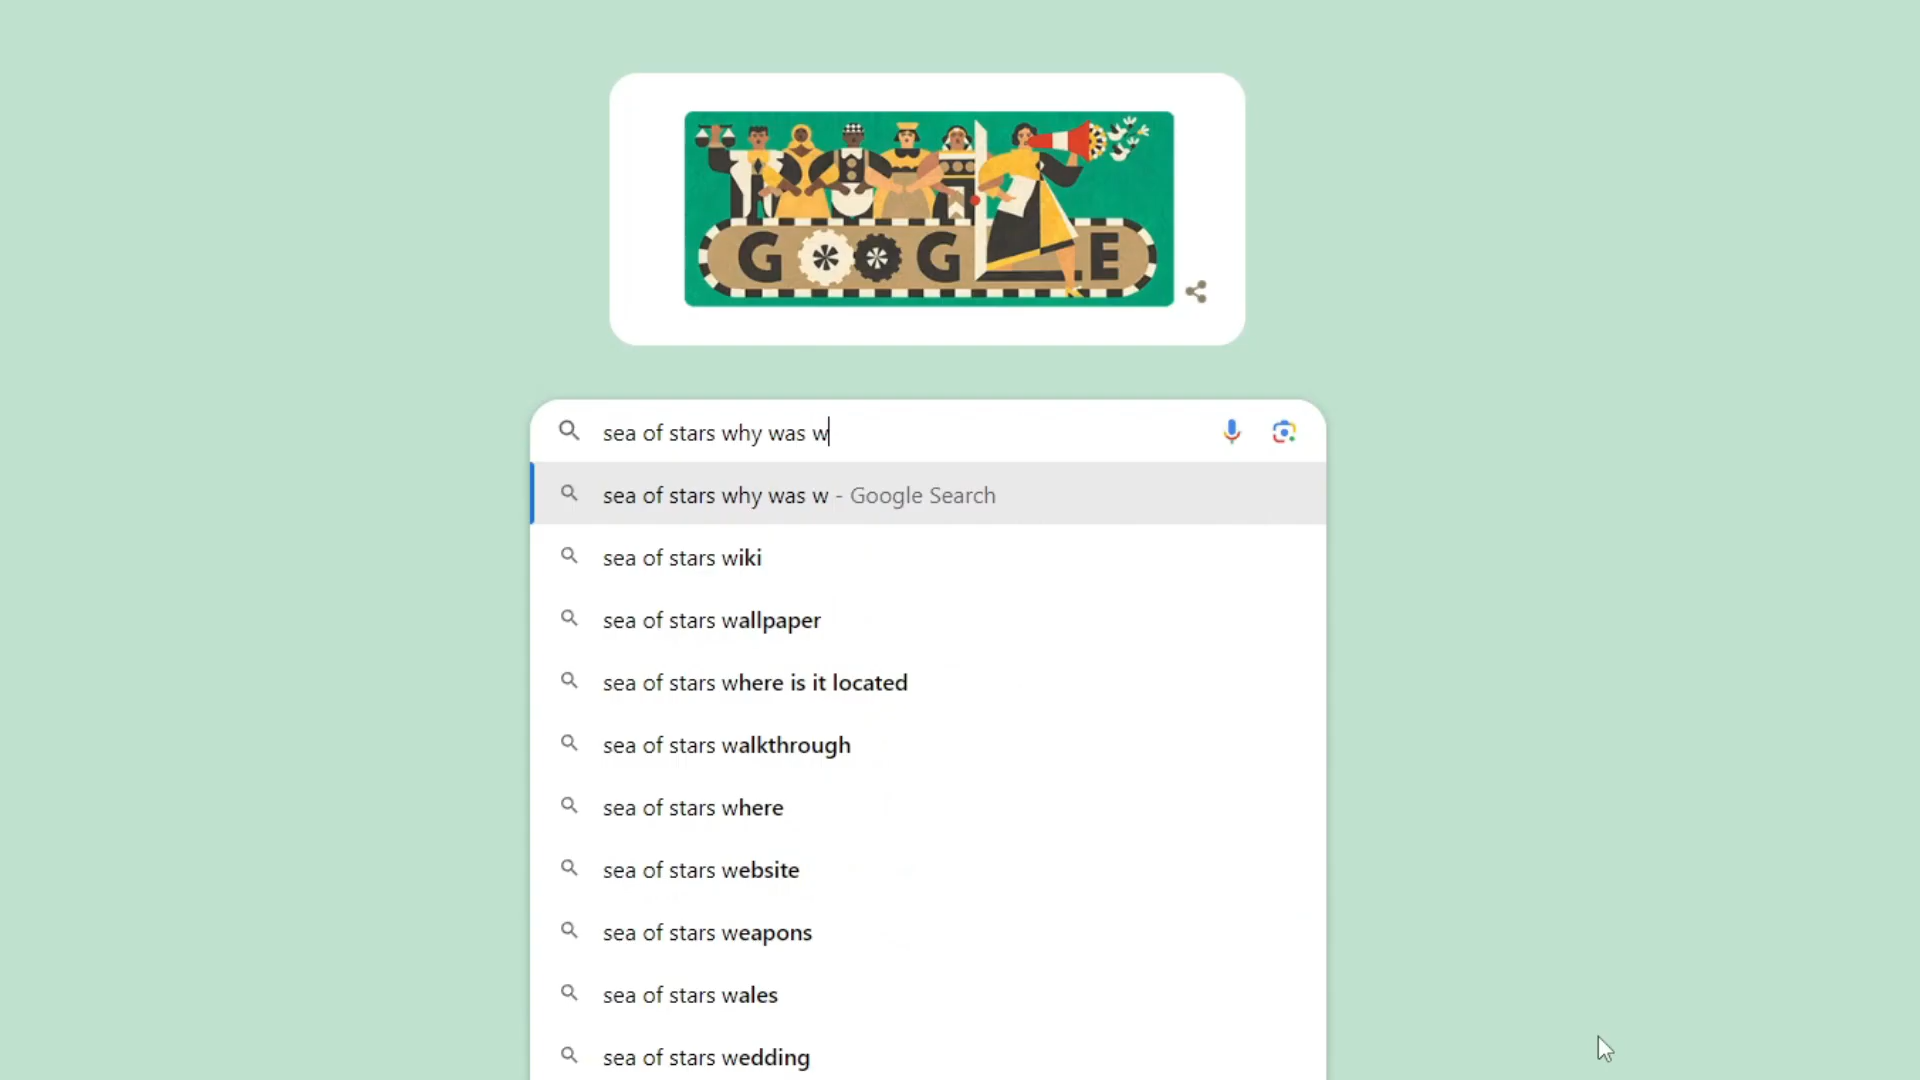 GOOGLE
sea of stars why was w
sea of stars why was w - Google Search
sea of stars wiki
sea of stars wallpaper
sea of stars where is it located
sea of stars walkthrough
sea of stars where
sea of stars website
sea of stars weapons
sea of stars wales
sea of stars wedding